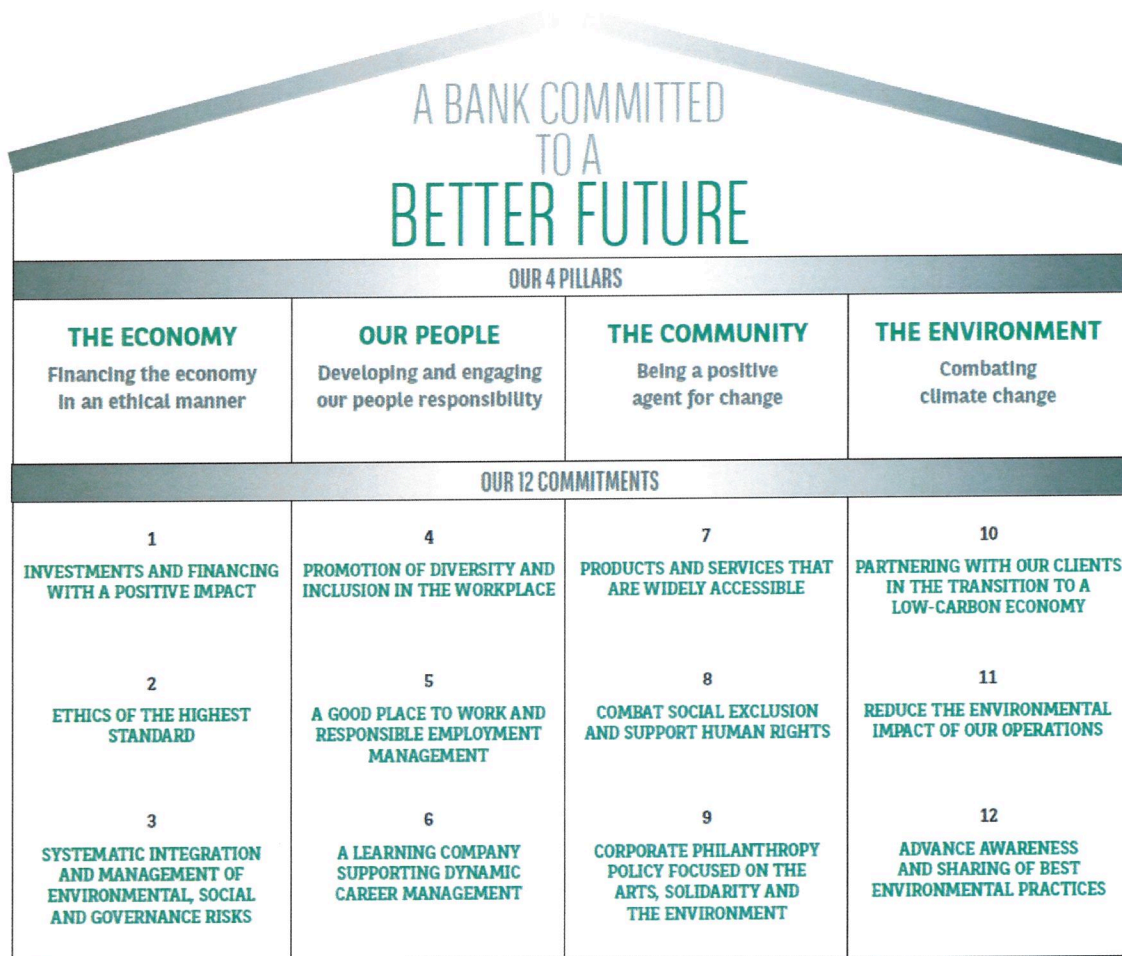 A BANK COMMITTED
TO A
BETTER FUTURE
OUR 4 PILLARS
THE ECONOMY
Financing the economy
in an ethical manner
OUR PEOPLE
Developing and engaging
our people responsibility
THE COMMUNITY
Being a positive
agent for change
THE ENVIRONMENT
Combating
climate change
OUR 12 COMMITMENTS
1
INVESTMENTS AND FINANCING
WITH A POSITIVE IMPACT
2
ETHICS OF THE HIGHEST
STANDARD
3
SYSTEMATIC INTEGRATION
AND MANAGEMENT OF
ENVIRONMENTAL, SOCIAL
AND GOVERNANCE RISKS
4
PROMOTION OF DIVERSITY AND
INCLUSION IN THE WORKPLACE
5
A GOOD PLACE TO WORK AND
RESPONSIBLE EMPLOYMENT
MANAGEMENT
6
A LEARNING COMPANY
SUPPORTING DYNAMIC
CAREER MANAGEMENT
7
PRODUCTS AND SERVICES THAT
ARE WIDELY ACCESSIBLE
8
COMBAT SOCIAL EXCLUSION
AND SUPPORT HUMAN RIGHTS
9
CORPORATE PHILANTHROPY
POLICY FOCUSED ON THE
ARTS, SOLIDARITY AND
THE ENVIRONMENT
10
PARTNERING WITH OUR CLIENTS
IN THE TRANSITION TO A
LOW-CARBON ECONOMY
11
REDUCE THE ENVIRONMENTAL
IMPACT OF OUR OPERATIONS
12
ADVANCE AWARENESS
AND SHARING OF BEST
ENVIRONMENTAL PRACTICES